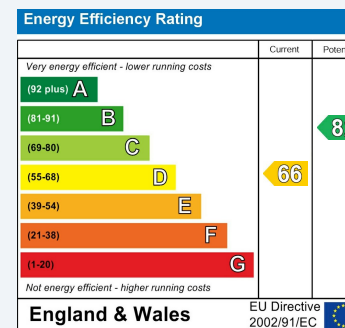 Energy Efficiency Rating
Current
Very energy efficient - lower running costs
(92 plus) A
(81-91) B
(69-80) C
(55-68) D
66
(39-54) E
(21-38) F
(1-20) G
Not energy efficient - higher running costs
England & Wales
EU Directive
2002/91/EC